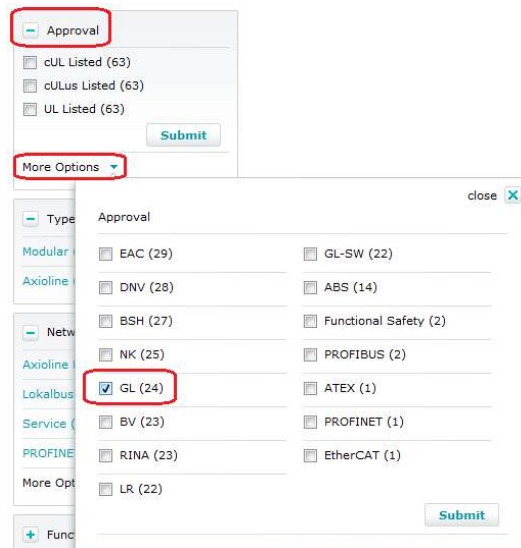 Approval
cUL Listed (63)
cULus Listed (63)
UL Listed (63)
Submit
More Options
close X
Approval
EAC (29)
GL-SW (22)
DNV (28)
ABS (14)
BSH (27)
Functional Safety (2)
NK (25)
PROFIBUS (2)
GL (24)
ATEX (1)
BV (23)
PROFINET (1)
RINA (23)
EtherCAT (1)
LR (22)
Submit
Type
Modular
Axioline
Netw
Axioline
Lokalbus
Service (
PROFINE
More Opt
Func